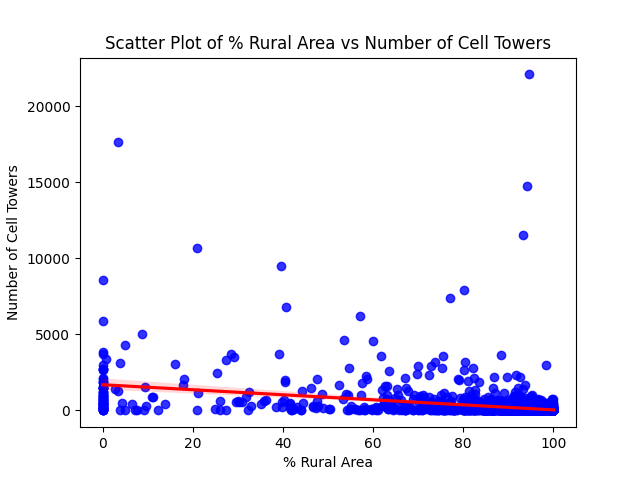 Scatter Plot of % Rural Area vs Number of Cell Towers
20000
15000
10000
5000
0
Number of Cell Towers
0 20 40 60 80 100
% Rural Area